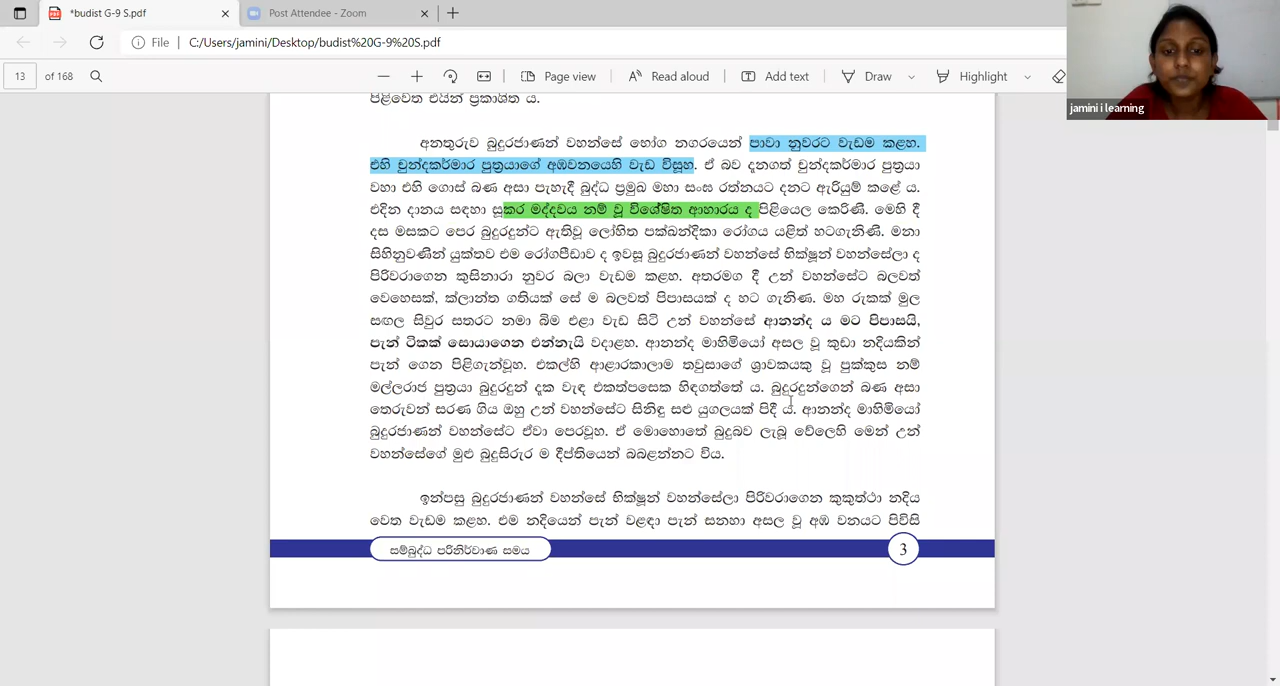 *budist G-9 S.pdf
Post Attendee - Zoom
File | C:/Users/jamini/Desktop/budist%20G-9%20S.pdf
13 of 168
Page view
Read aloud
Add text
Draw
Highlight
jamini i learning
පිළිවෙත එයින් ප්‍රකාශිත ය.
අනතුරුව බුදුරජාණන් වහන්සේ භෝග නගරයෙන් පාවා නුවරට වැඩම කළහ.
එහි චුන්දකර්මාර පුත්‍රයාගේ අඹවනයෙහි වැඩ විසූහ. ඒ බව දැනගත් චුන්දකර්මාර පුත්‍රයා
වහා එහි ගොස් බණ අසා පැහැදී බුද්ධ ප්‍රමුඛ මහා සංඝ රත්නයට දනට ඇරියුම් කළේ ය.
එදින දානය සඳහා සූකර මද්දවය නම් වූ විශේෂිත ආහාරය ද පිළියෙල කෙරිණි. මෙහි දී
දස මසකට පෙර බුදුරදුන්ට ඇතිවූ ලෝහිත පක්ඛන්දිකා රෝගය යළිත් හටගැනිණි. මනා
සිහිනුවණින් යුක්තව එම රෝගපීඩාව ද ඉවසූ බුදුරජාණන් වහන්සේ භික්ෂූන් වහන්සේලා ද
පිරිවරාගෙන කුසිනාරා නුවර බලා වැඩම කළහ. අතරමග දී උන් වහන්සේට බලවත්
වෙහෙසක්, ක්ලාන්ත ගතියක් සේ ම බලවත් පිපාසයක් ද හට ගැනිණ. මහ රුකක් මුල
සඟල සිවුර සතරට නමා බිම එළා වැඩ සිටි උන් වහන්සේ ආනන්ද ය මට පිපාසයි,
පැන් ටිකක් සොයාගෙන එන්නැයි වදාළහ. ආනන්ද මාහිමියෝ අසල වූ කුඩා නදියකින්
පැන් ගෙන පිළිගැන්වූහ. එකල්හි ආළාරකාලාම තවුසාගේ ශ්‍රාවකයකු වූ පුක්කුස නම්
මල්ලරාජ පුත්‍රයා බුදුරදුන් දැක වැඳ එකත්පසෙක හිඳගත්තේ ය. බුදුරදුන්ගෙන් බණ අසා
තෙරුවන් සරණ ගිය ඔහු උන් වහන්සේට සිනිඳු සළු යුගලයක් පිදී ය. ආනන්ද මාහිමියෝ
බුදුරජාණන් වහන්සේට ඒවා පෙරවූහ. ඒ මොහොතේ බුදුබව ලැබූ වේලෙහි මෙන් උන්
වහන්සේගේ මුළු බුදුසිරුර ම දීප්තියෙන් බබළන්නට විය.
ඉන්පසු බුදුරජාණන් වහන්සේ භික්ෂූන් වහන්සේලා පිරිවරාගෙන කුකුත්ථා නදිය
වෙත වැඩම කළහ. එම නදියෙන් පැන් වළඳා පැන් සනහා අසල වූ අඹ වනයට පිවිසි
සම්බුද්ධ පරිනිර්වාණ සමය
3